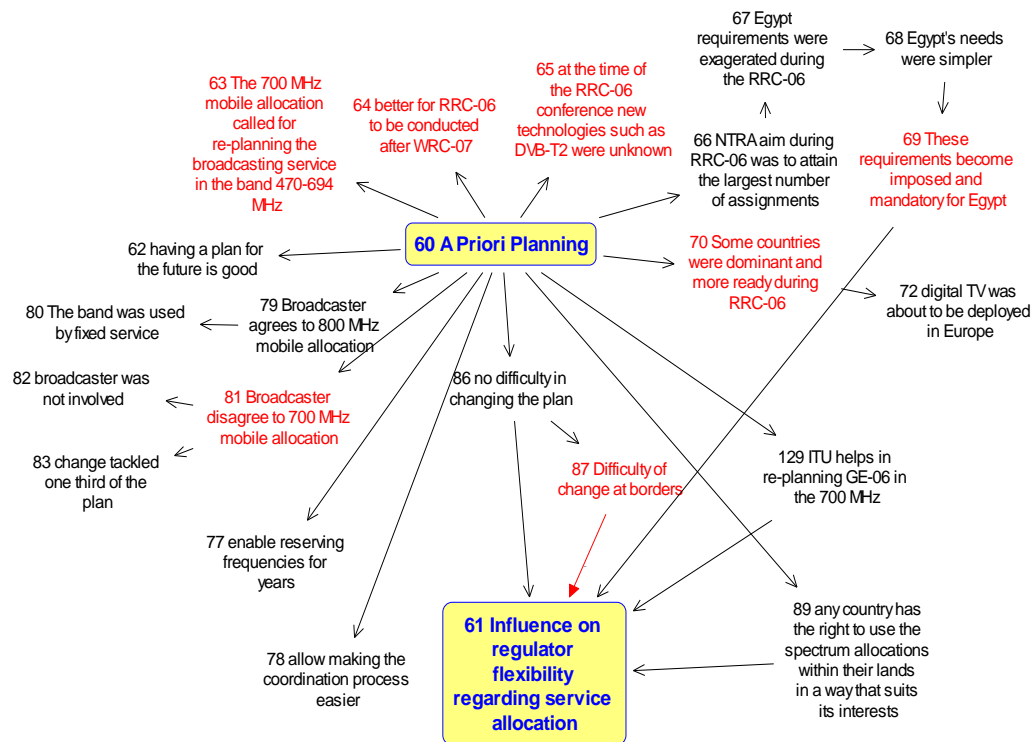 67 Egypt
requirements were
exagerated during
the RRC-06
68 Egypt's needs
were simpler
63 The 700 MHz
mobile allocation
called for
re-planning the
broadcasting service
in the band 470-694
MHz
64 better for RRC-06
to be conducted
after WRC-07
65 at the time of
the RRC-06
conference new
technologies such as
DVB-T2 were unknown
66 NTRA aim during
RRC-06 was to attain
the largest number
of assignments
69 These
requirements become
imposed and
mandatory for Egypt
60 A Priori Planning
62 having a plan for
the future is good
70 Some countries
were dominant and
more ready during
RRC-06
72 digital TV was
about to be deployed
in Europe
80 The band was used
by fixed service
79 Broadcaster
agrees to 800 MHz
mobile allocation
82 broadcaster was
not involved
81 Broadcaster
disagree to 700 MHz
mobile allocation
83 change tackled
one third of the
plan
86 no difficulty in
changing the plan
87 Difficulty of
change at borders
129 ITU helps in
re-planning GE-06 in
the 700 MHz
77 enable reserving
frequencies for
years
78 allow making the
coordination process
easier
61 Influence on
regulator
flexibility
regarding service
allocation
89 any country has
the right to use the
spectrum allocations
within their lands
in a way that suits
its interests